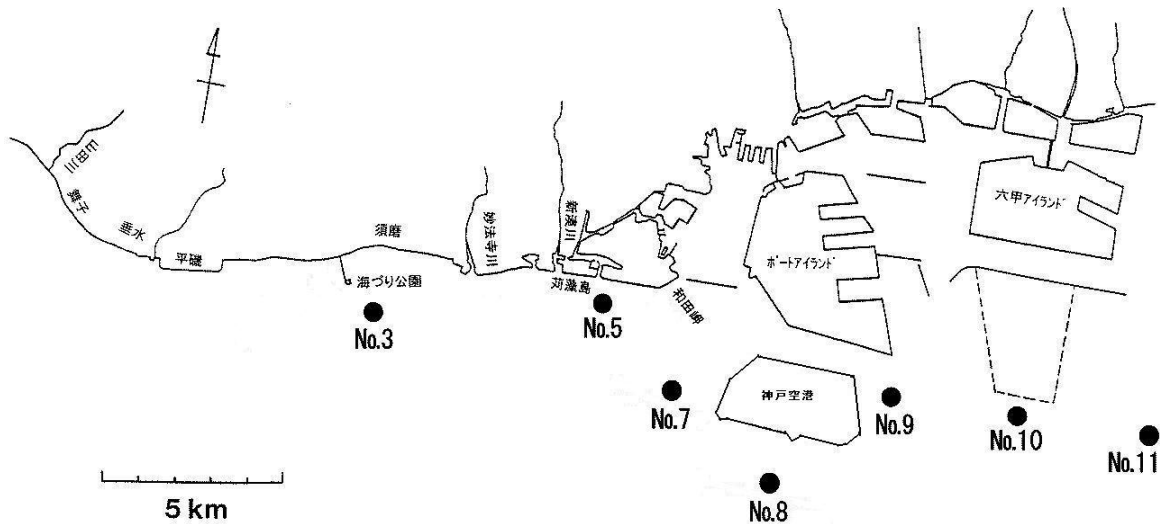 山田川
舞子
垂水
平磯
須磨
海づり公園
妙法寺川
新湊川
苅藻島
和田岬
ポートアイランド
六甲アイランド
神戸空港
No.3
No.5
No.7
No.8
No.9
No.10
No.11
5 km